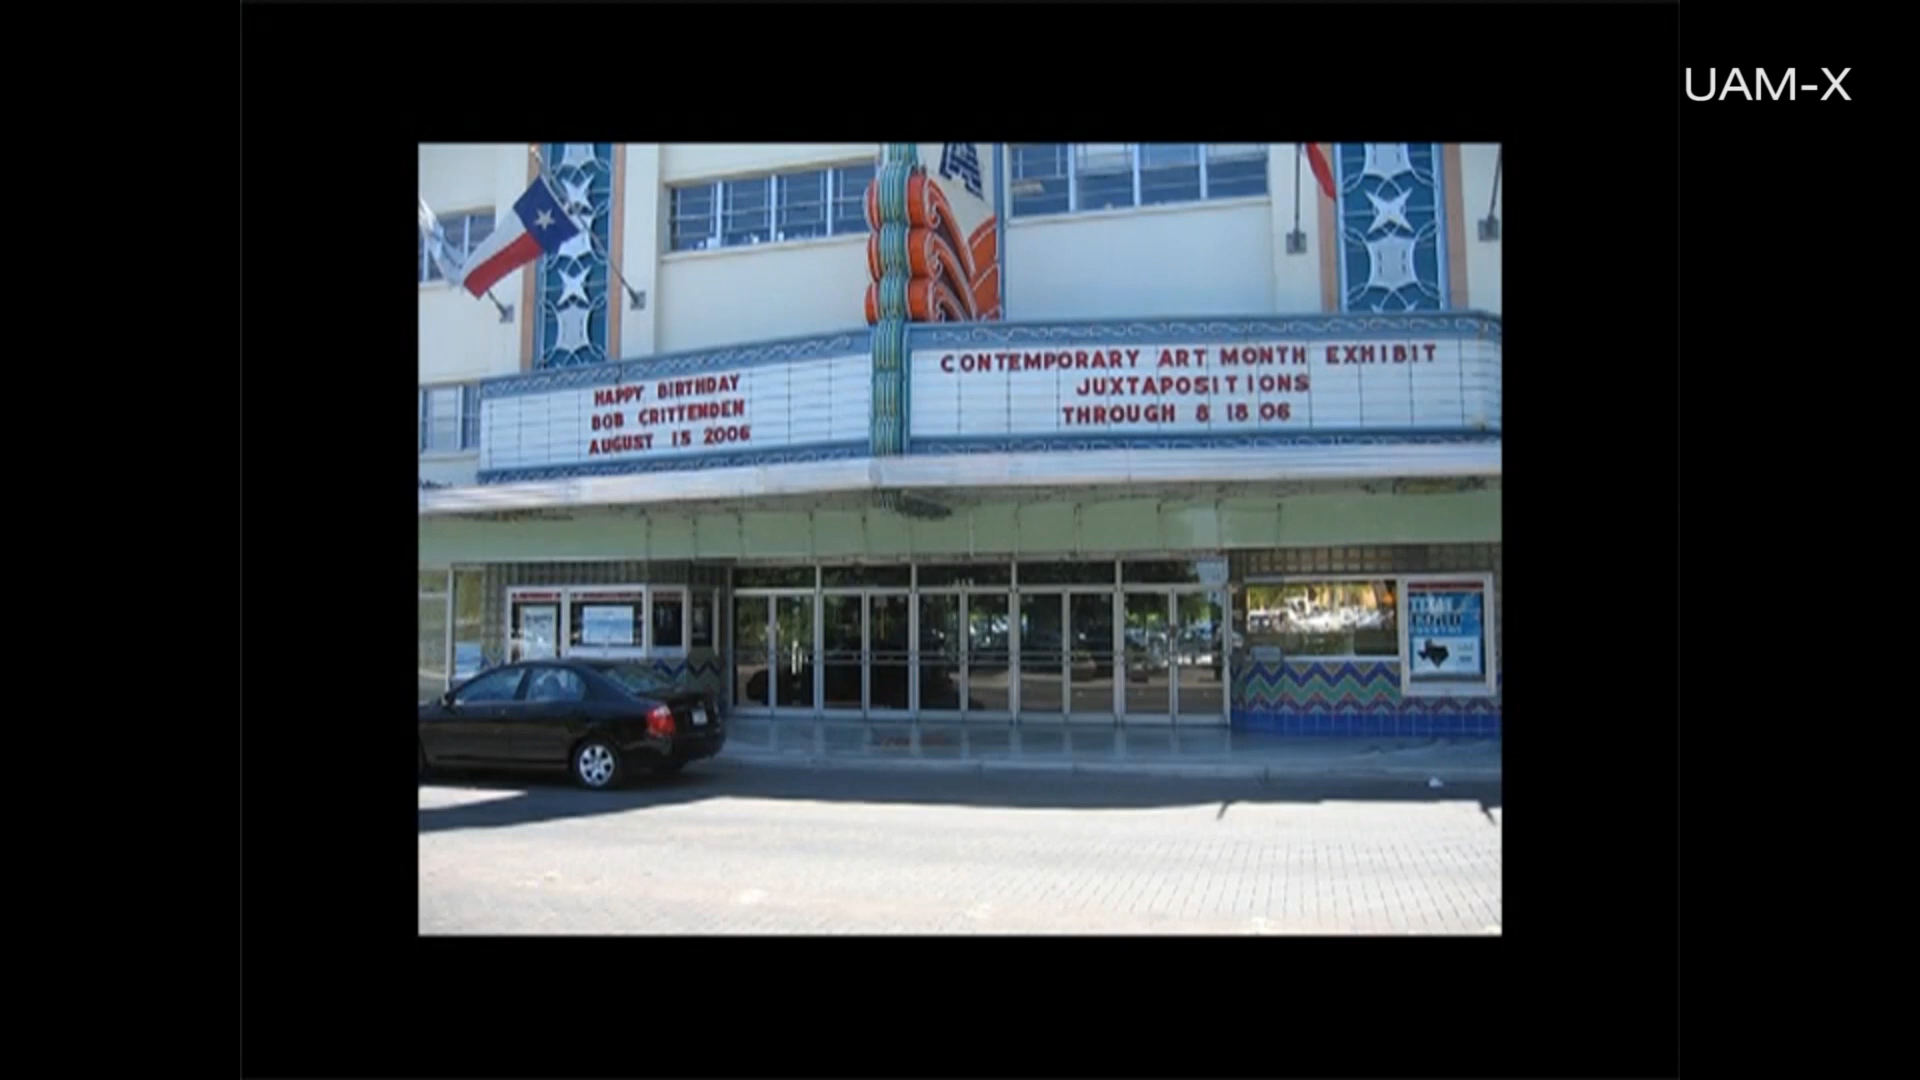 UAM-X
HAPPY BIRTHDAY
BOB CRITTENDEN
AUGUST 15 2006
CONTEMPORARY ART MONTH EXHIBIT
JUXTAPOSITIONS
THROUGH 8 18 06